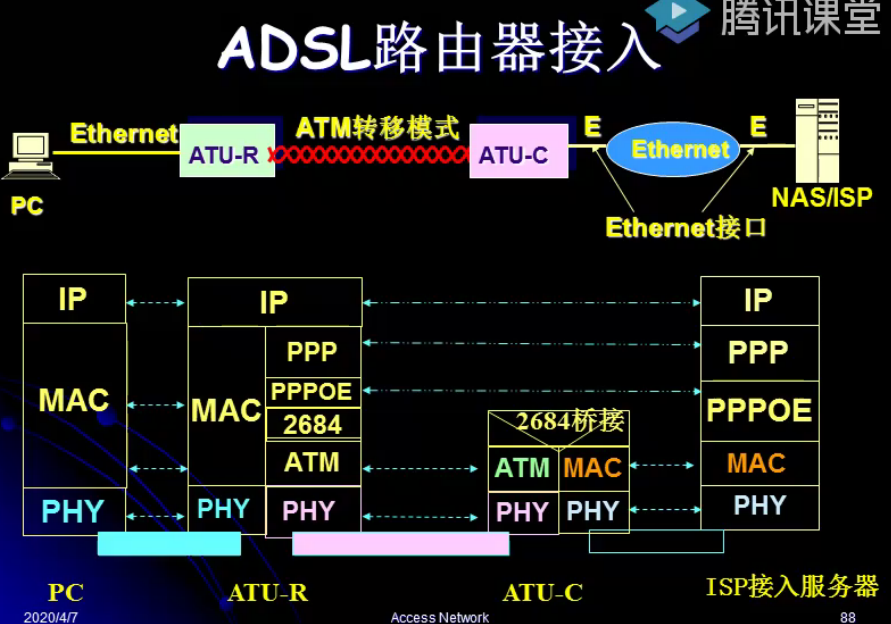 腾讯课堂
ADSL路由器接入
Ethernet
ATU-R
ATM转移模式
ATU-C
E
Ethernet
E
PC
NAS/ISP
Ethernet接口
IP
IP
IP
PPP
PPP
MAC
MAC
PPPOE
PPPOE
2684
2684桥接
ATM
ATM
MAC
MAC
PHY
PHY
PHY
PHY
PHY
PHY
PC
ATU-R
ATU-C
ISP接入服务器
2020/4/7
Access Network
88